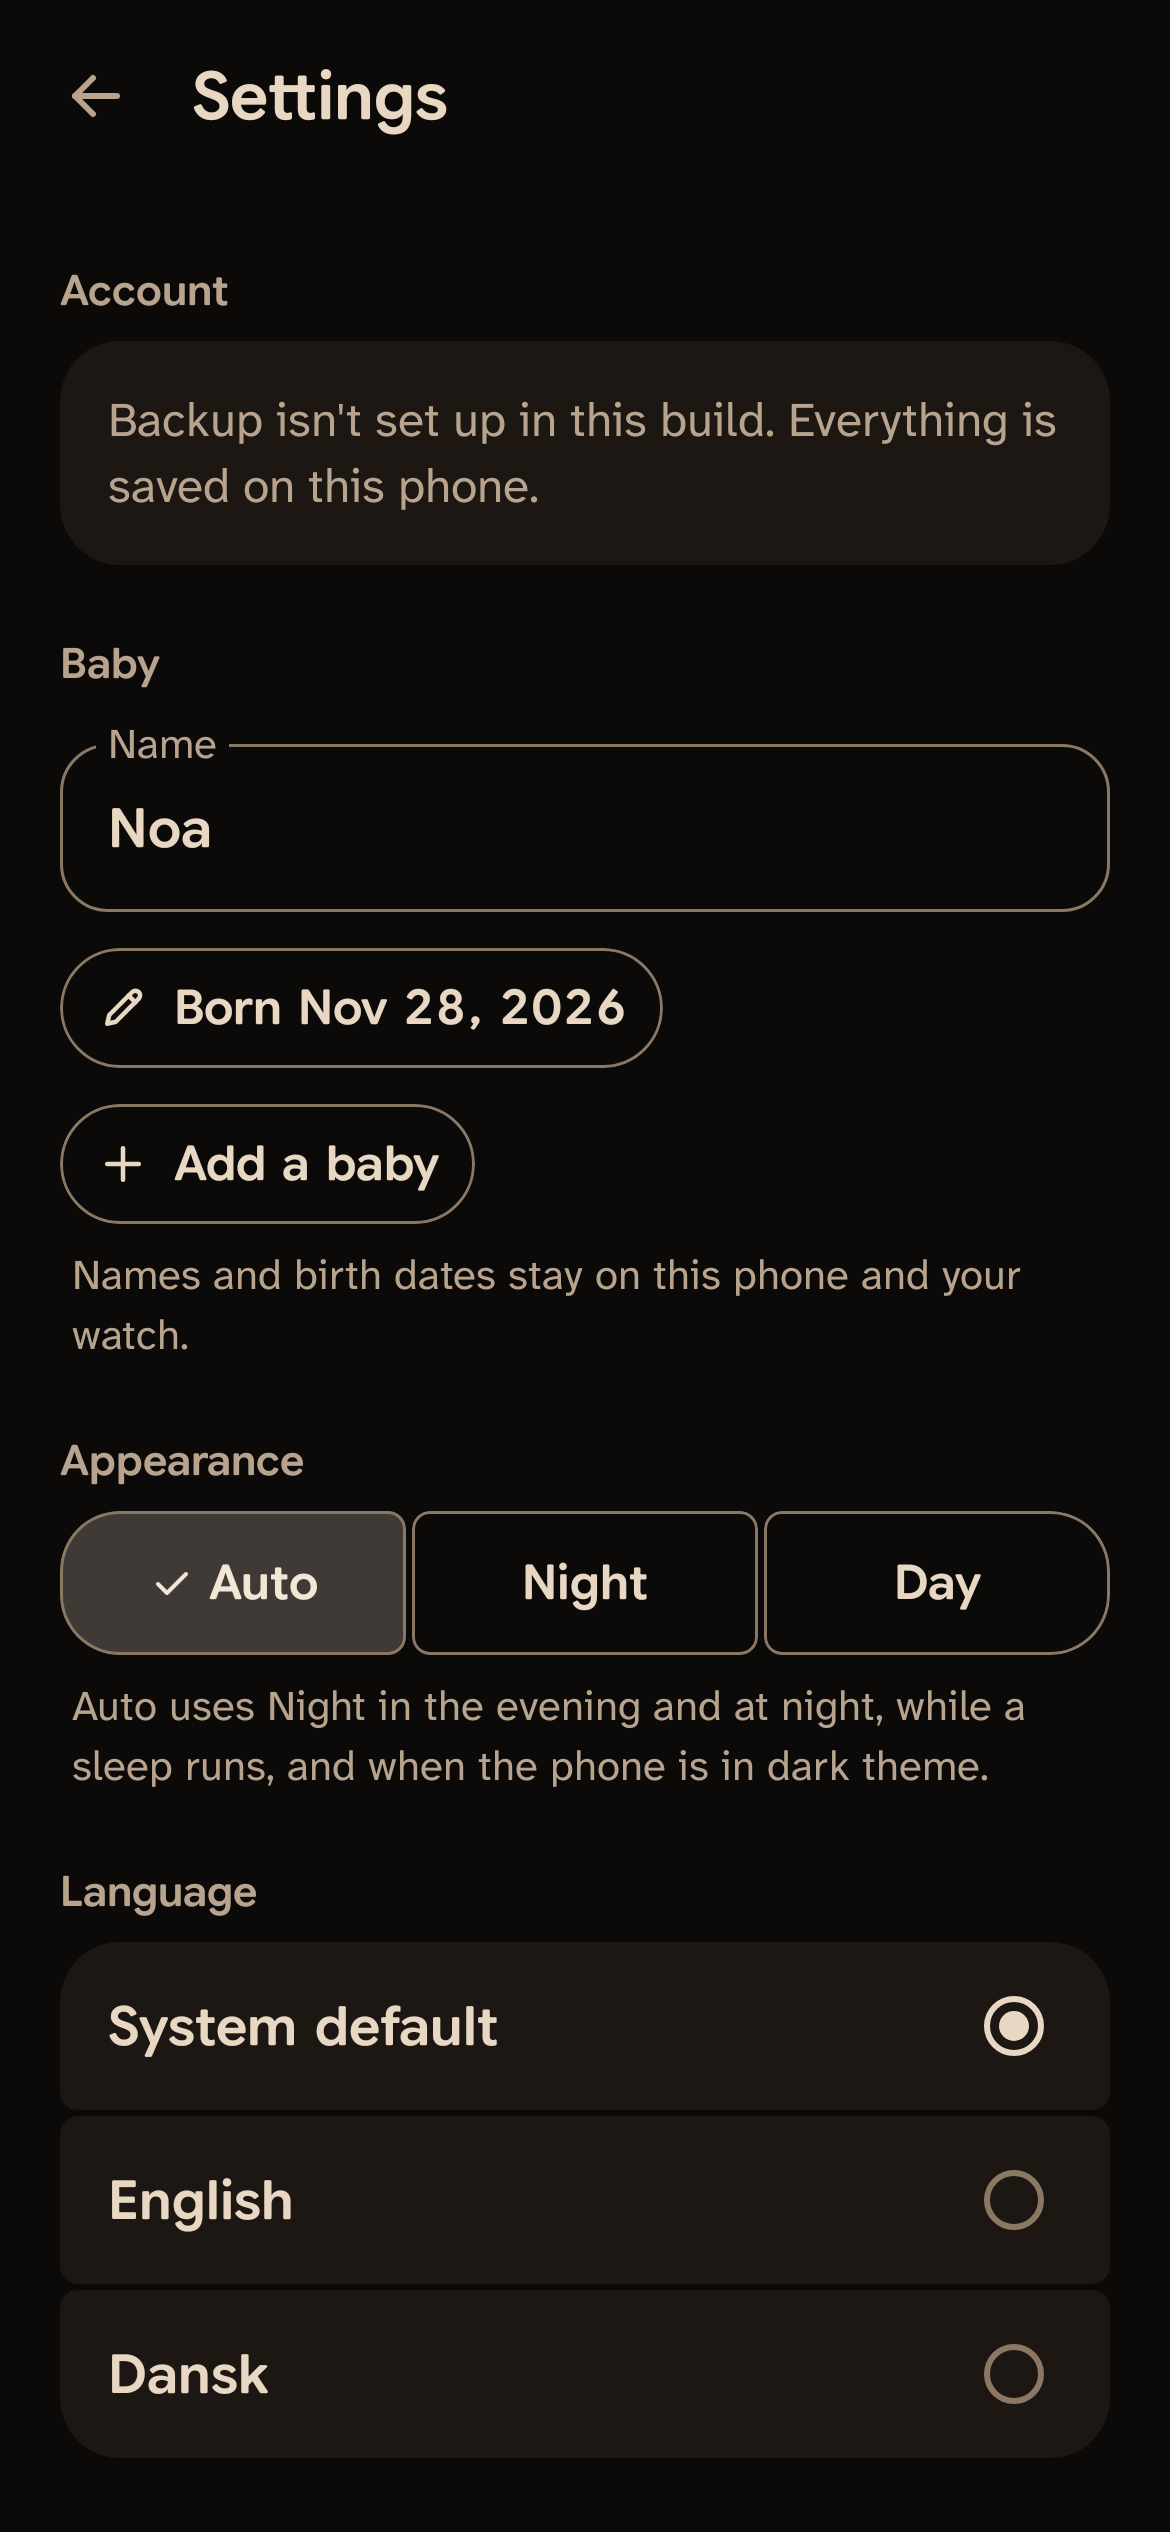 Settings
Account
Backup isn't set up in this build. Everything is
saved on this phone.
Baby
Name
Noa
Born Nov 28, 2026
Add a baby
Names and birth dates stay on this phone and your
watch.
Appearance
Auto
Night
Day
Auto uses Night in the evening and at night, while a
sleep runs, and when the phone is in dark theme.
Language
System default
English
Dansk